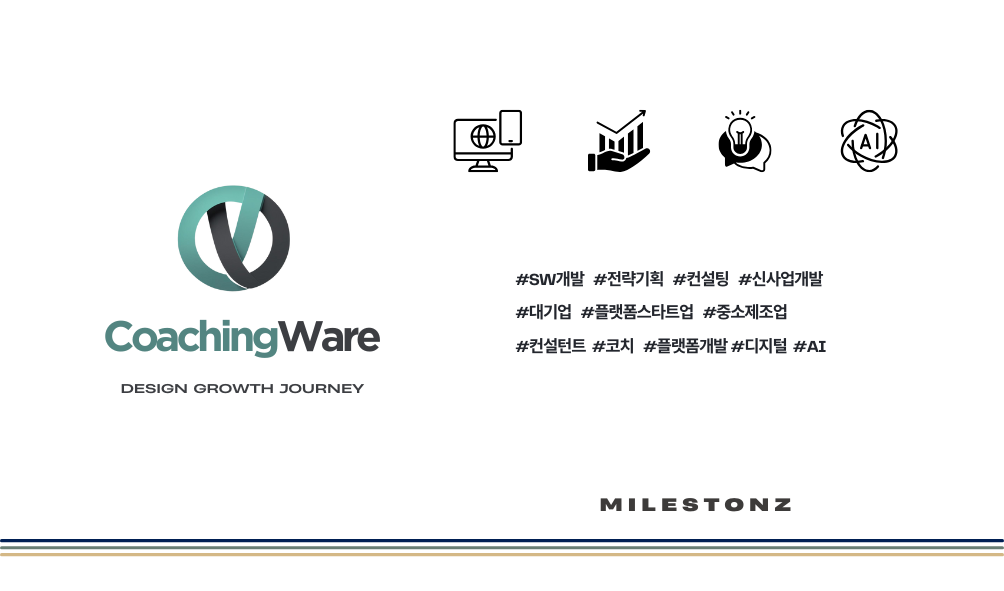 AI
CoachingWare
DESIGN GROWTH JOURNEY
#SW개발 #전략기획 #컨설팅 #신사업개발
#대기업 #플랫폼스타트업 #중소제조업
#컨설턴트 #코치 #플랫폼개발 #디지털 #AI
MILESTONZ